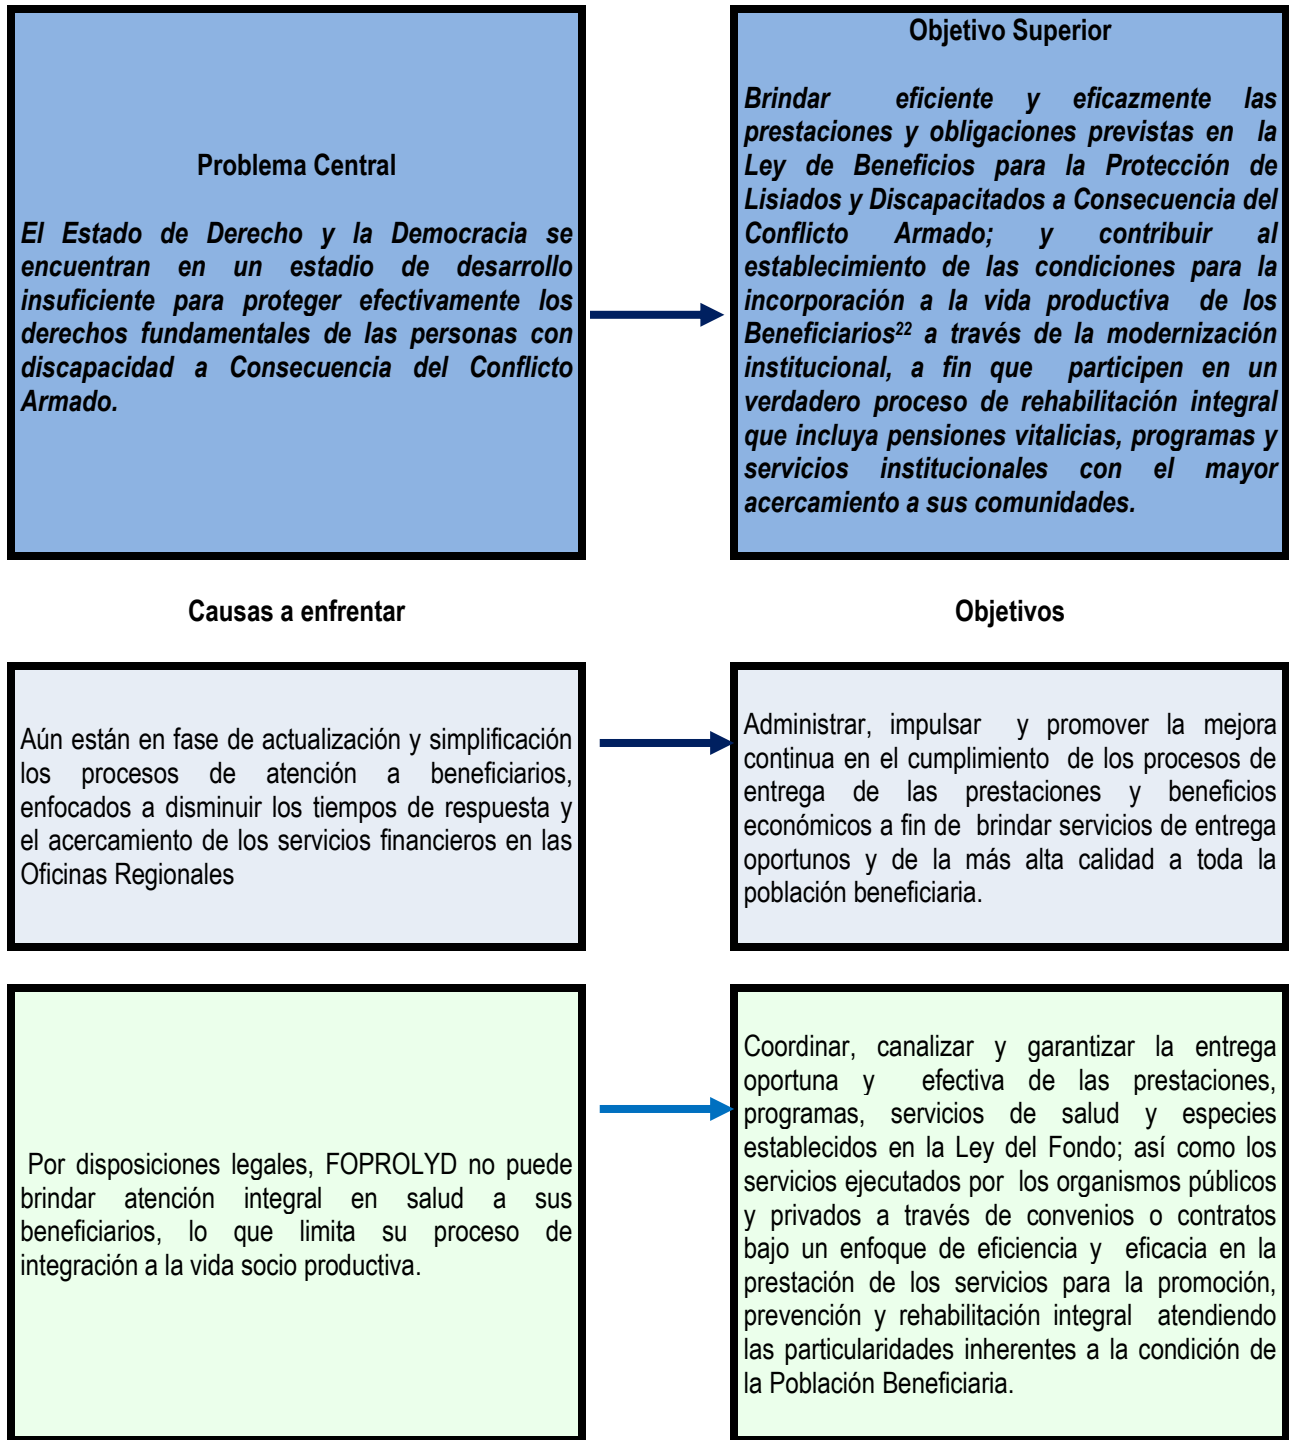 Problema Central
El Estado de Derecho y la Democracia se
encuentran en un estadio de desarrollo
insuficiente para proteger efectivamente los
derechos fundamentales de las personas con
discapacidad a Consecuencia del Conflicto
Armado.
Objetivo Superior
Brindar eficiente y eficazmente las
prestaciones y obligaciones previstas en la
Ley de Beneficios para la Protección de
Lisiados y Discapacitados a Consecuencia del
Conflicto Armado; y contribuir al
establecimiento de las condiciones para la
incorporación a la vida productiva de los
Beneficiarios22 a través de la modernización
institucional, a fin que participen en un
verdadero proceso de rehabilitación integral
que incluya pensiones vitalicias, programas y
servicios institucionales con el mayor
acercamiento a sus comunidades.
Causas a enfrentar
Objetivos
Aún están en fase de actualización y simplificación
los procesos de atención a beneficiarios,
enfocados a disminuir los tiempos de respuesta y
el acercamiento de los servicios financieros en las
Oficinas Regionales
Administrar, impulsar y promover la mejora
continua en el cumplimiento de los procesos de
entrega de las prestaciones y beneficios
económicos a fin de brindar servicios de entrega
oportunos y de la más alta calidad a toda la
población beneficiaria.
Por disposiciones legales, FOPROLYD no puede
brindar atención integral en salud a sus
beneficiarios, lo que limita su proceso de
integración a la vida socio productiva.
Coordinar, canalizar y garantizar la entrega
oportuna y efectiva de las prestaciones,
programas, servicios de salud y especies
establecidos en la Ley del Fondo; así como los
servicios ejecutados por los organismos públicos
y privados a través de convenios o contratos
bajo un enfoque de eficiencia y eficacia en la
prestación de los servicios para la promoción,
prevención y rehabilitación integral atendiendo
las particularidades inherentes a la condición de
la Población Beneficiaria.